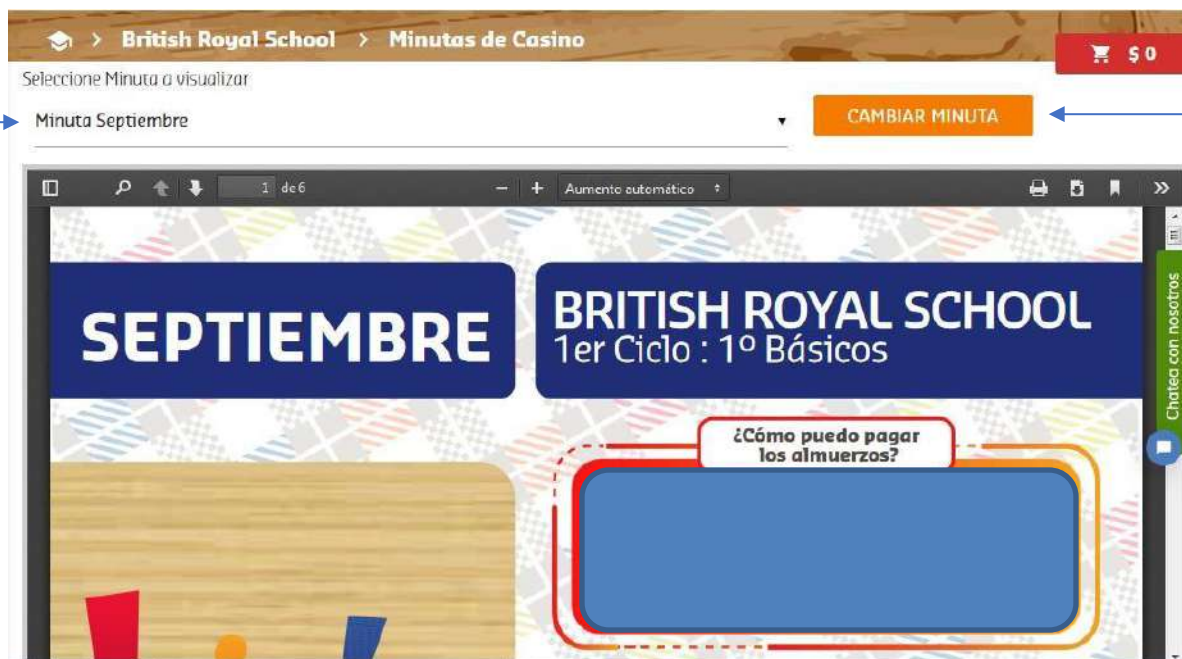 British Royal School > Minutas de Casino
$ 0
Seleccione Minuta a visualizar
Minuta Septiembre
CAMBIAR MINUTA
1 de 6
Aumento automático
SEPTIEMBRE
BRITISH ROYAL SCHOOL
1er Ciclo : 1º Básicos
¿Cómo puedo pagar
los almuerzos?
Chatea con nosotros